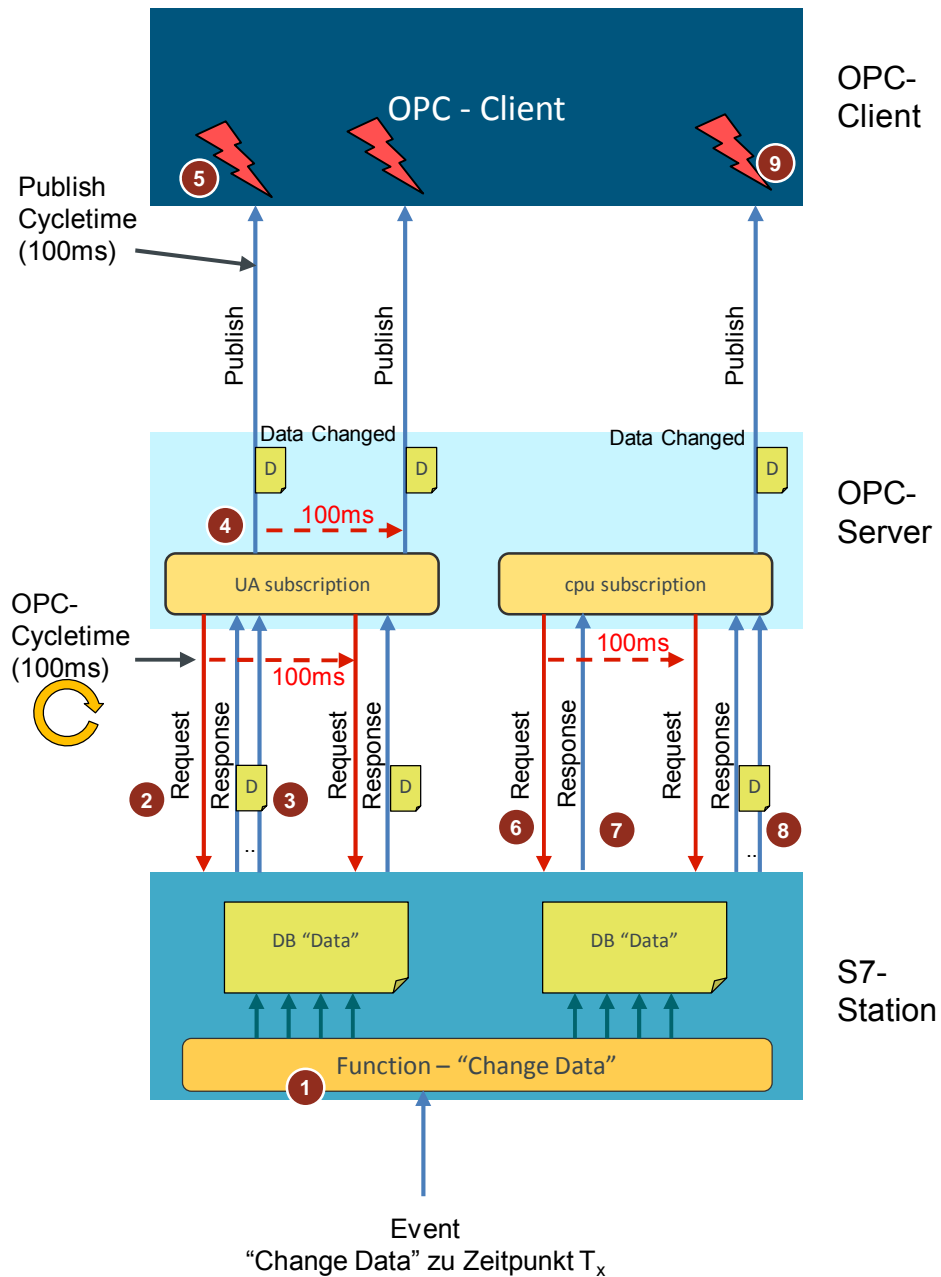 OPC-
Client
OPC - Client
5
9
Publish
Cycletime
(100ms)
Publish
Publish
Publish
Data Changed
Data Changed
D
D
D
OPC-
Server
4
100ms
UA subscription
cpu subscription
OPC-
Cycletime
(100ms)
100ms
100ms
Request
Response
Request
Response
Request
Response
Request
Response
D
D
D
2
3
6
7
8
..
..
DB “Data”
DB “Data”
S7-
Station
Function – “Change Data”
1
Event
“Change Data” zu Zeitpunkt Tx